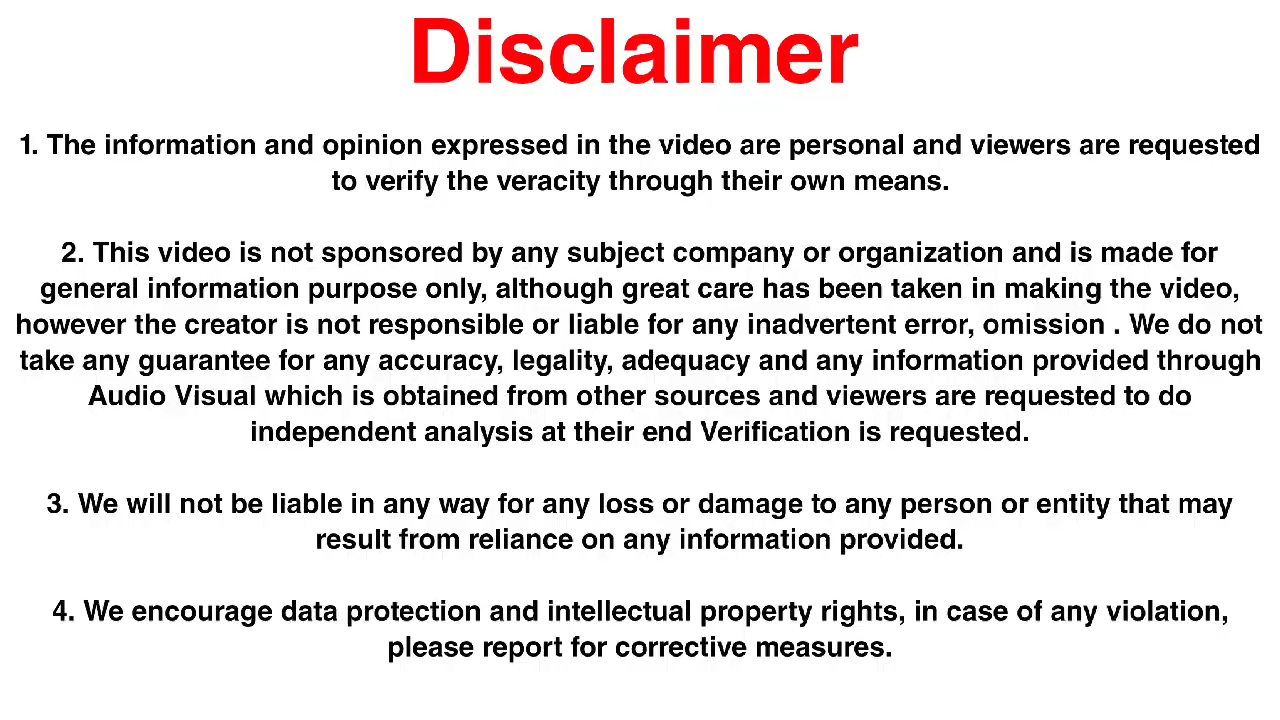 Disclaimer
1. The information and opinion expressed in the video are personal and viewers are requested
to verify the veracity through their own means.
2. This video is not sponsored by any subject company or organization and is made for
general information purpose only, although great care has been taken in making the video,
however the creator is not responsible or liable for any inadvertent error, omission . We do not
take any guarantee for any accuracy, legality, adequacy and any information provided through
Audio Visual which is obtained from other sources and viewers are requested to do
independent analysis at their end Verification is requested.
3. We will not be liable in any way for any loss or damage to any person or entity that may
result from reliance on any information provided.
4. We encourage data protection and intellectual property rights, in case of any violation,
please report for corrective measures.